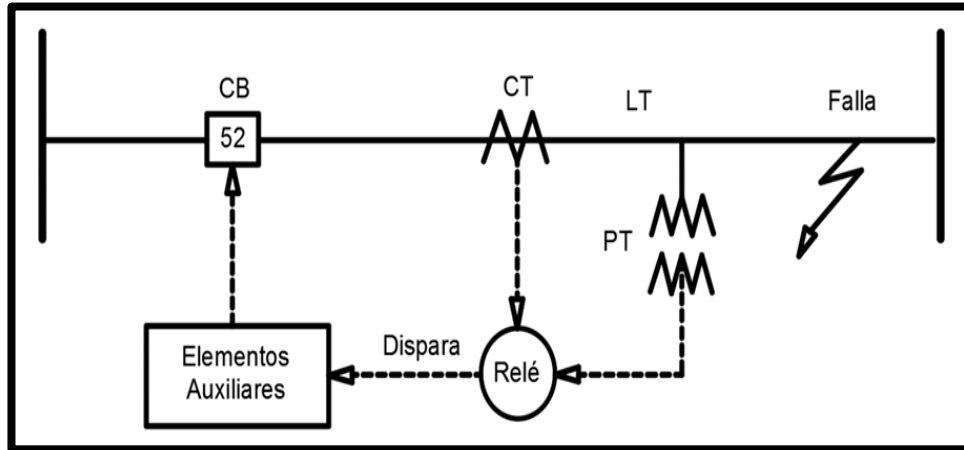 CB
CT
LT
Falla
52
PT
Dispara
Elementos
Auxiliares
Relé